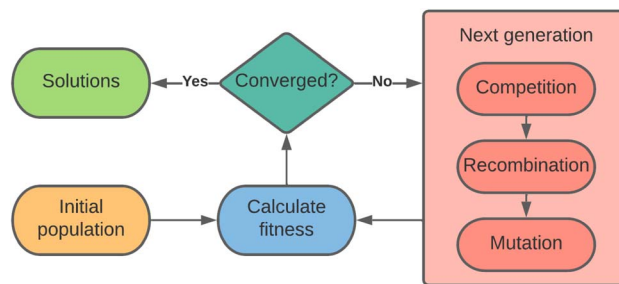 Next generation
Solutions
Yes
Converged?
No
Competition
Recombination
Initial
population
Calculate
fitness
Mutation